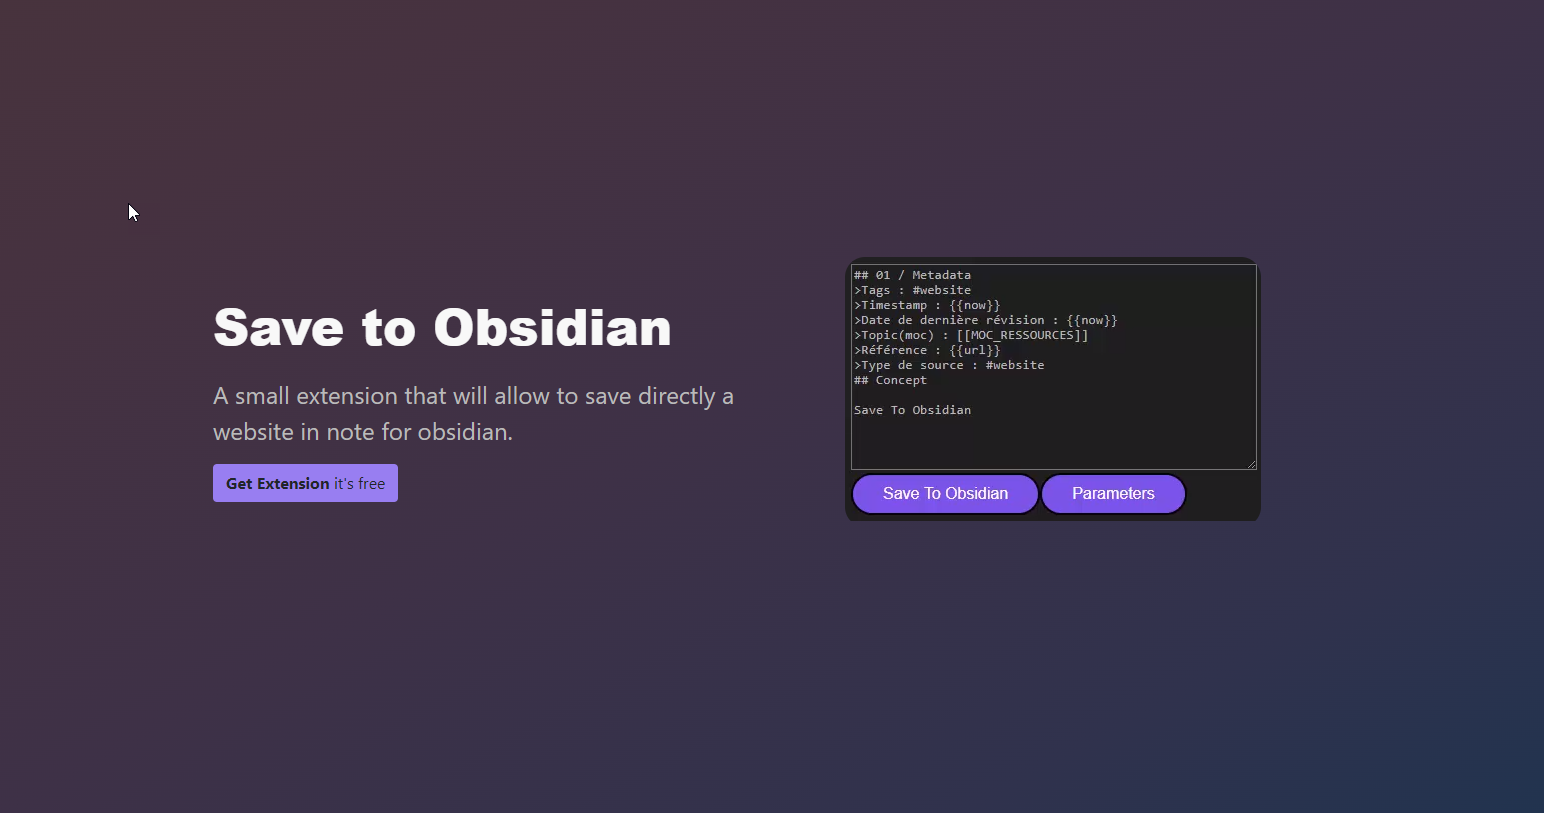 Save to Obsidian
A small extension that will allow to save directly a
website in note for obsidian.
Get Extension it's free
## 01 / Metadata
>Tags : #website
>Timestamp : {{now}}
>Date de dernière révision : {{now}}
>Topic(moc) : [[MOC_RESSOURCES]]
>Référence : {{url}}
>Type de source : #website
## Concept
Save To Obsidian
Save To Obsidian
Parameters